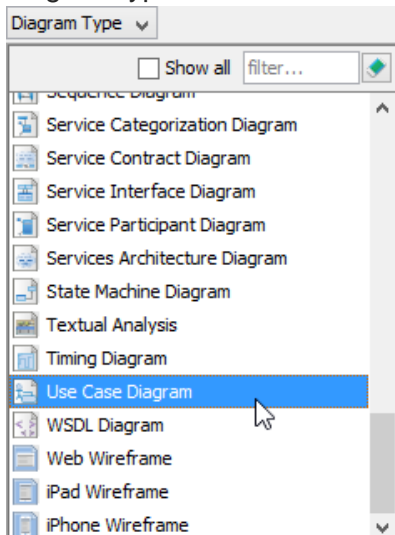 Diagram Type
Show all filter...
Sequence Diagram
Service Categorization Diagram
Service Contract Diagram
Service Interface Diagram
Service Participant Diagram
Services Architecture Diagram
State Machine Diagram
Textual Analysis
Timing Diagram
Use Case Diagram
WSDL Diagram
Web Wireframe
iPad Wireframe
iPhone Wireframe